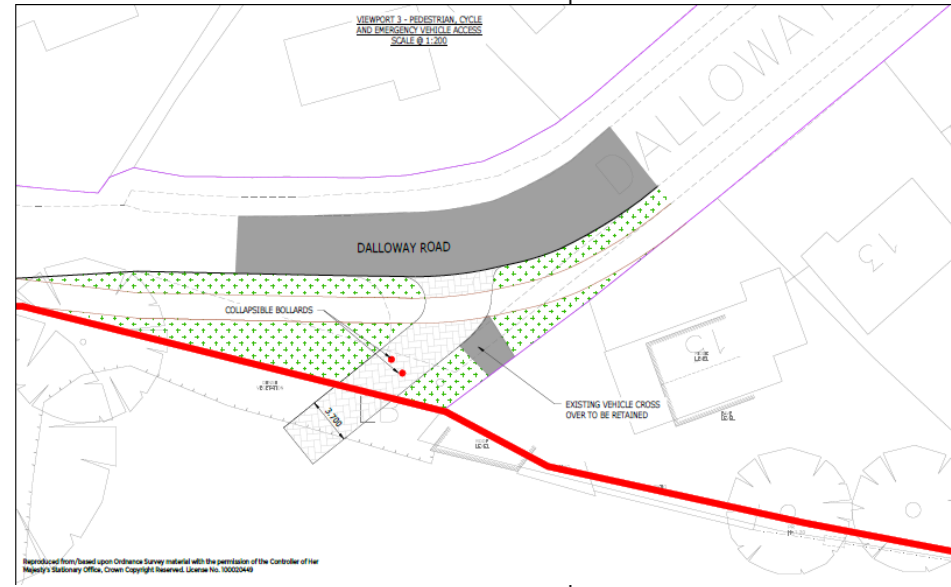 VIEWPORT 3 - PEDESTRIAN, CYCLE
AND EMERGENCY VEHICLE ACCESS
SCALE @ 1:200
DALLOWAY
DALLOWAY ROAD
13
COLLAPSIBLE BOLLARDS
15
EXISTING VEHICLE CROSS
OVER TO BE RETAINED
3.700
Reproduced from/based upon Ordnance Survey material with the permission of the Controller of Her
Majesty's Stationary Office, Crown Copyright Reserved. License No. 100020449